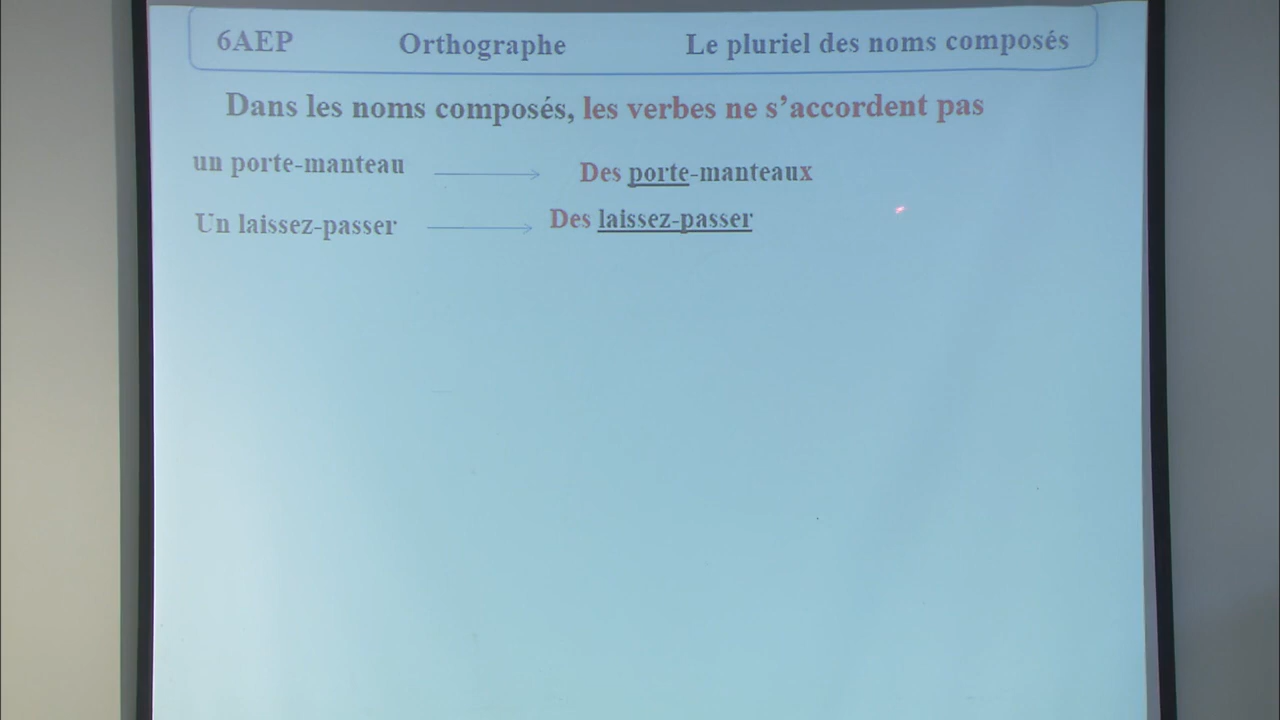 6AEP Orthographe Le pluriel des noms composés
Dans les noms composés, les verbes ne s’accordent pas
un porte-manteau Des porte-manteaux
Un laissez-passer Des laissez-passer